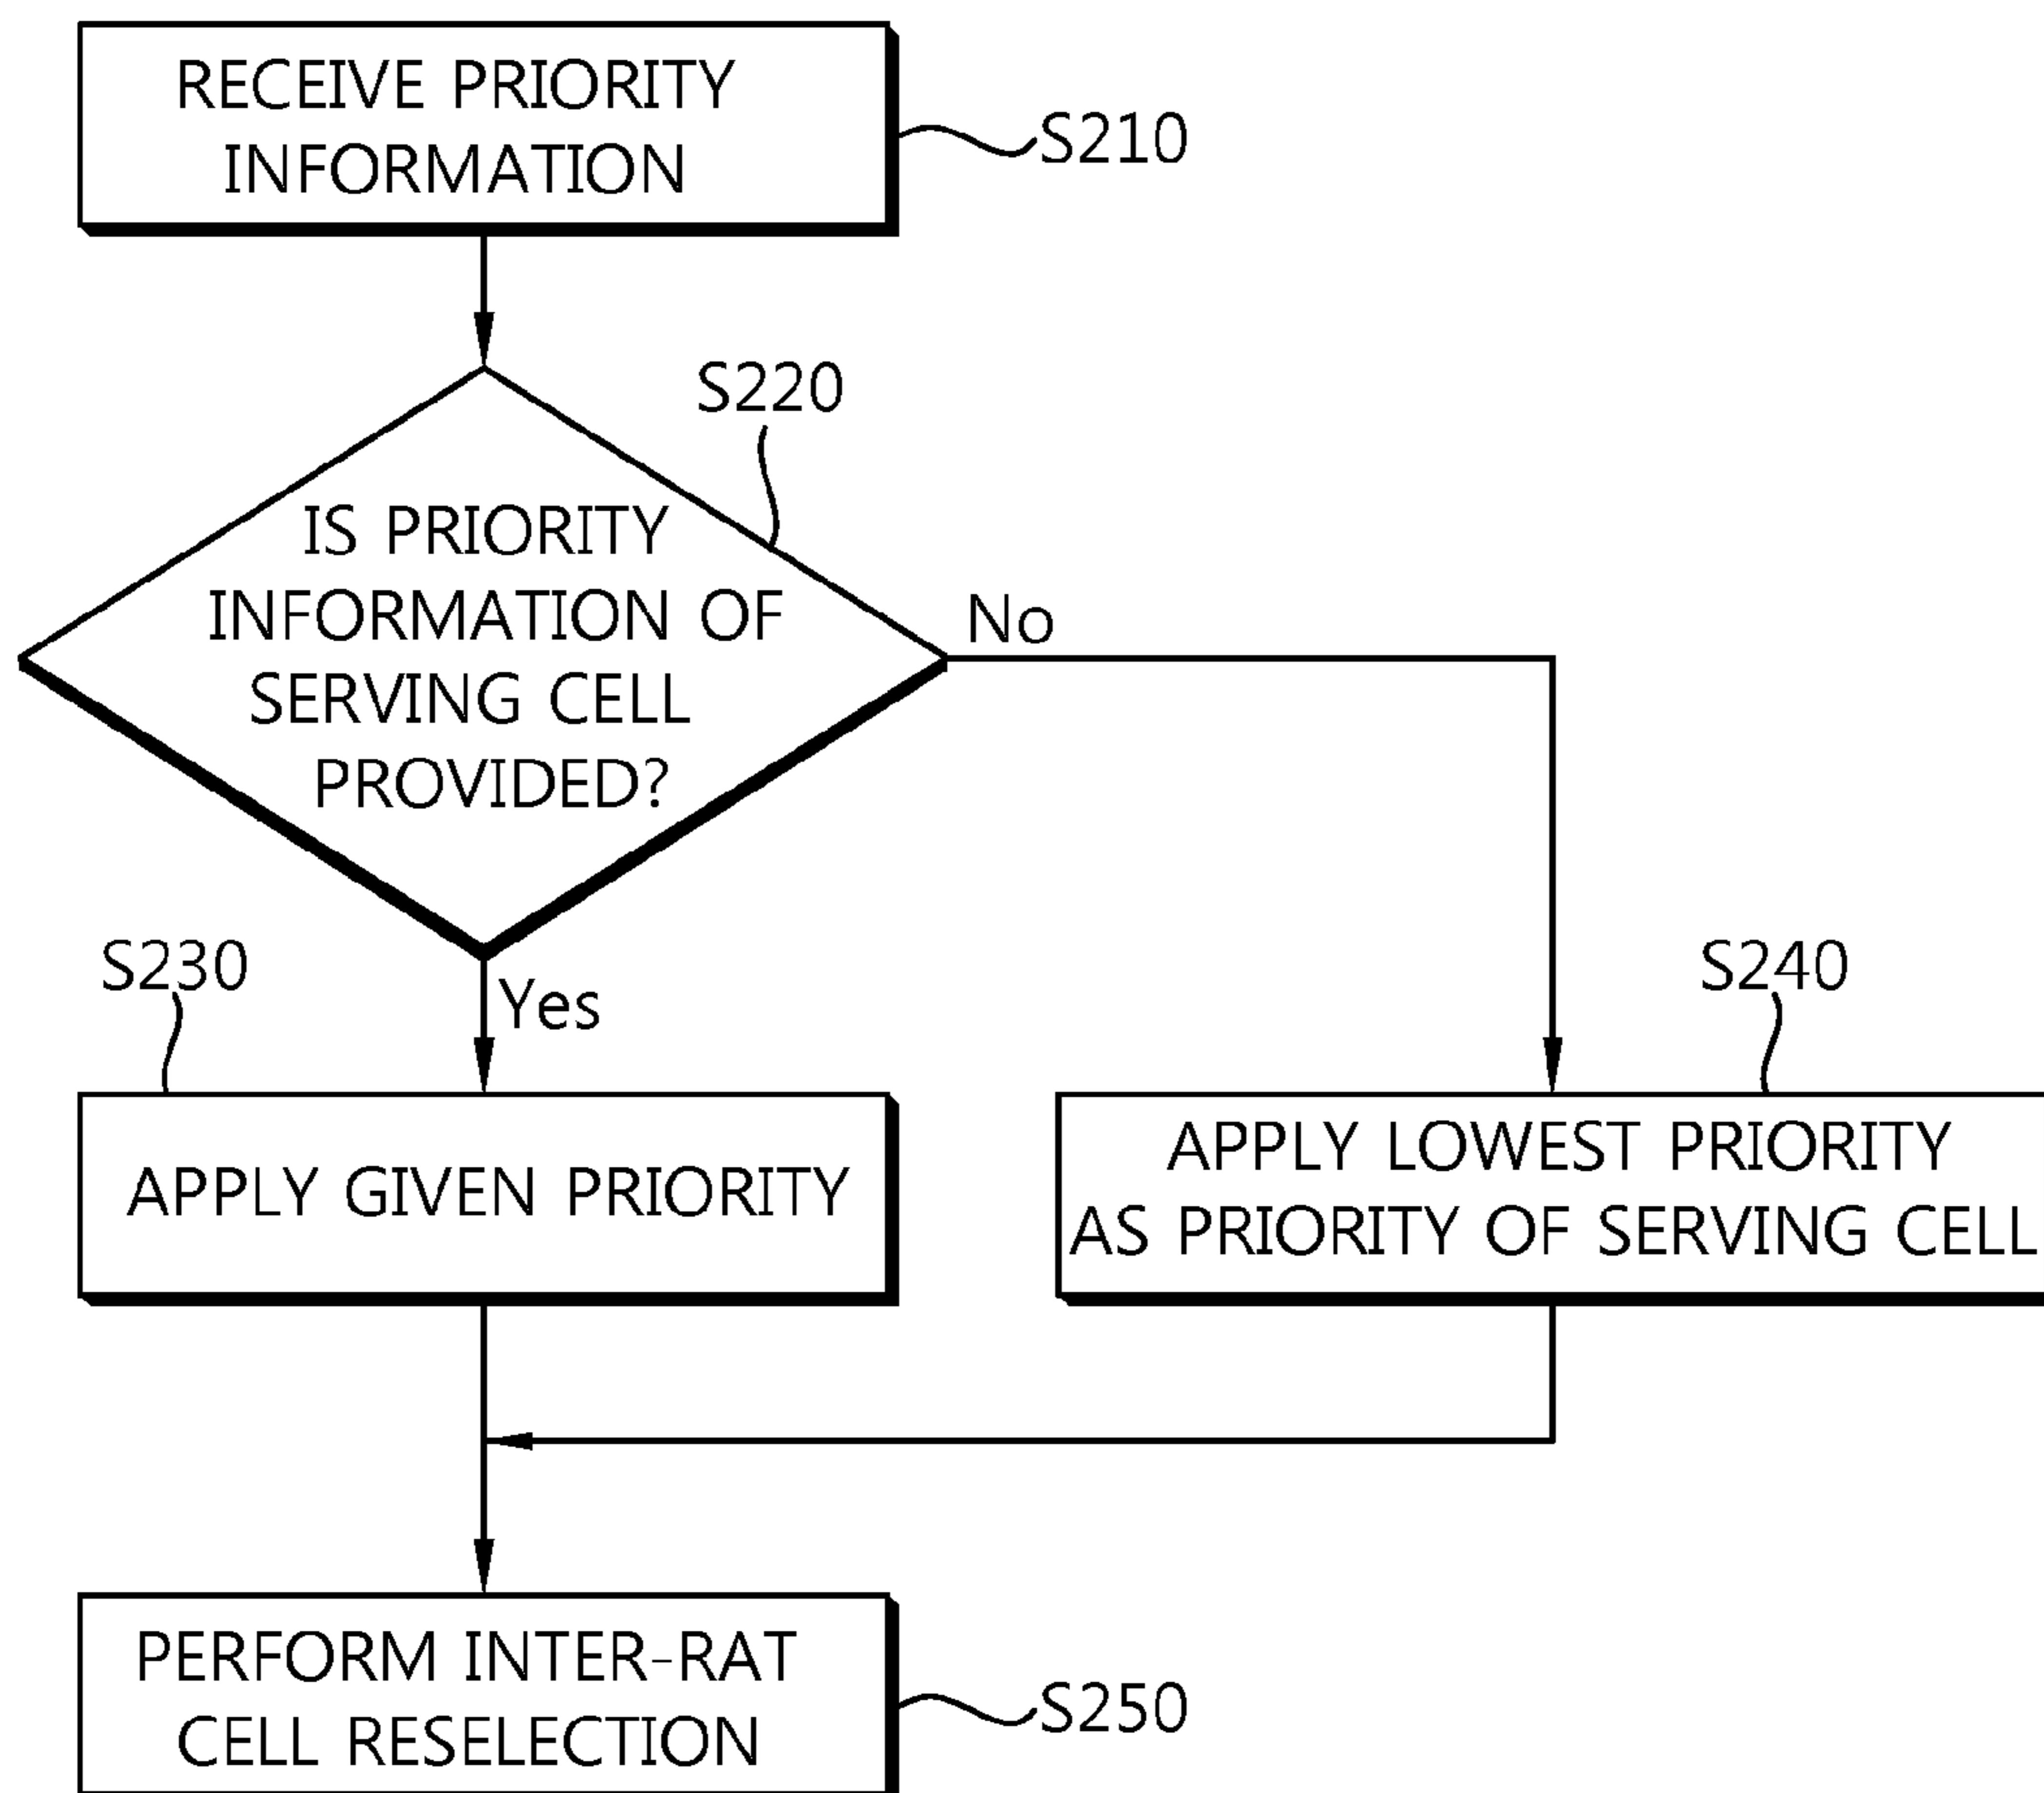 RECEIVE PRIORITY
INFORMATION
S210
S220
IS PRIORITY
INFORMATION OF
SERVING CELL
PROVIDED?
No
Yes
S230
APPLY GIVEN PRIORITY
S240
APPLY LOWEST PRIORITY
AS PRIORITY OF SERVING CELL
PERFORM INTER-RAT
CELL RESELECTION
S250